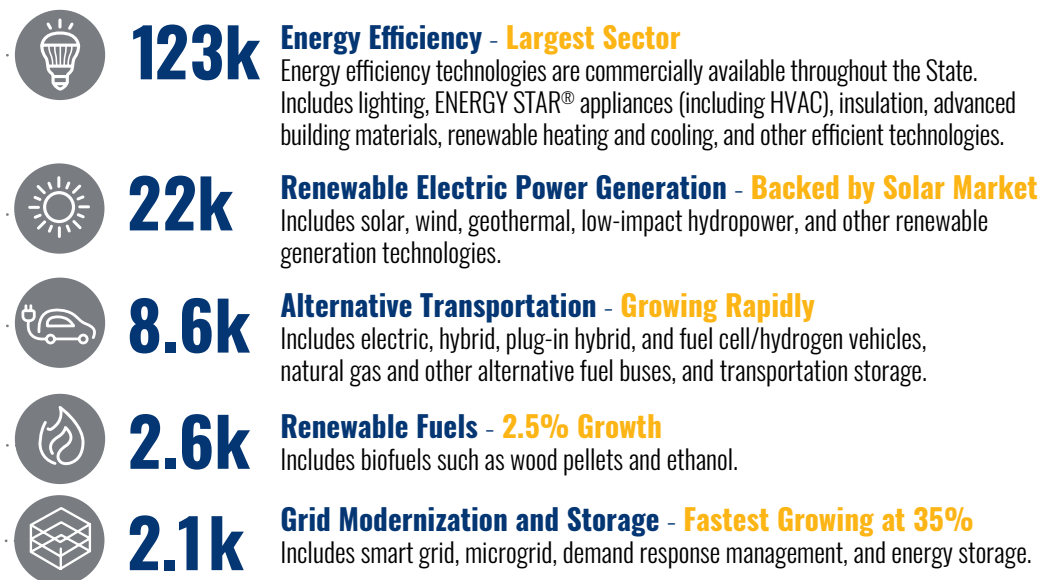 123k
Energy Efficiency - Largest Sector
Energy efficiency technologies are commercially available throughout the State.
Includes lighting, ENERGY STAR® appliances (including HVAC), insulation, advanced
building materials, renewable heating and cooling, and other efficient technologies.
22k
Renewable Electric Power Generation - Backed by Solar Market
Includes solar, wind, geothermal, low-impact hydropower, and other renewable
generation technologies.
8.6k
Alternative Transportation - Growing Rapidly
Includes electric, hybrid, plug-in hybrid, and fuel cell/hydrogen vehicles,
natural gas and other alternative fuel buses, and transportation storage.
2.6k
Renewable Fuels - 2.5% Growth
Includes biofuels such as wood pellets and ethanol.
2.1k
Grid Modernization and Storage - Fastest Growing at 35%
Includes smart grid, microgrid, demand response management, and energy storage.